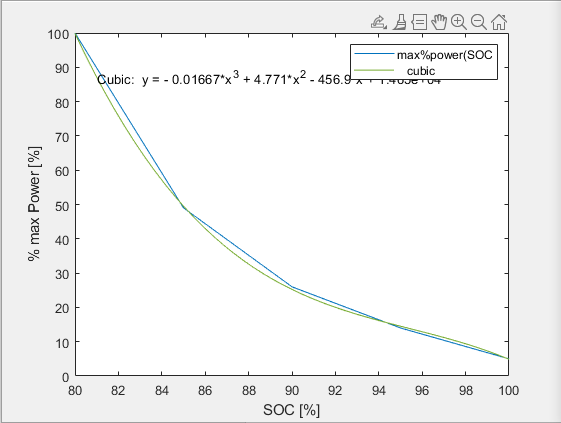 max%power(SOC
cubic
Cubic: y = - 0.01667*x^3 + 4.771*x^2 - 456.9*x +
100
90
80
70
60
50
40
30
20
10
0
% max Power [%]
80 82 84 86 88 90 92 94 96 98 100
SOC [%]